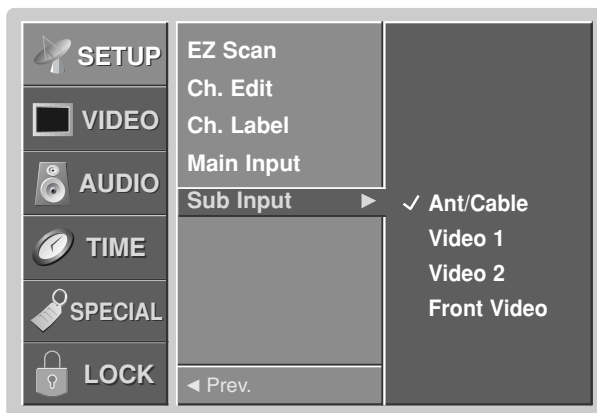 SETUP
VIDEO
AUDIO
TIME
SPECIAL
LOCK
EZ Scan
Ch. Edit
Ch. Label
Main Input
Sub Input ►
◄ Prev.
✓ Ant/Cable
Video 1
Video 2
Front Video